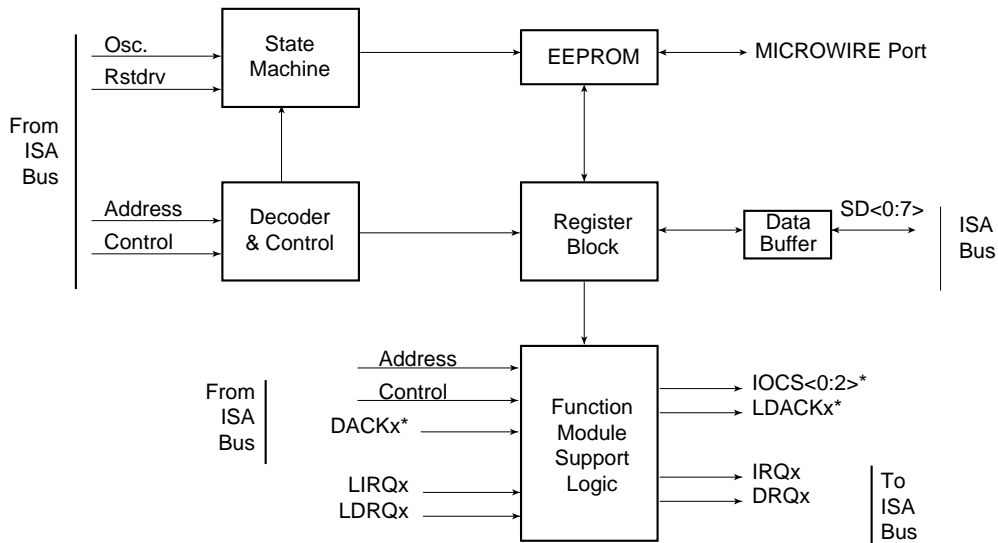 Osc.
Rstdrv
State
Machine
EEPROM
MICROWIRE Port
From
ISA
Bus
Address
Control
Decoder
& Control
Register
Block
Data
Buffer
SD<0:7>
ISA
Bus
From
ISA
Bus
Address
Control
DACKx*
LIRQx
LDRQx
Function
Module
Support
Logic
IOCS<0:2>*
LDACKx*
IRQx
DRQx
To
ISA
Bus